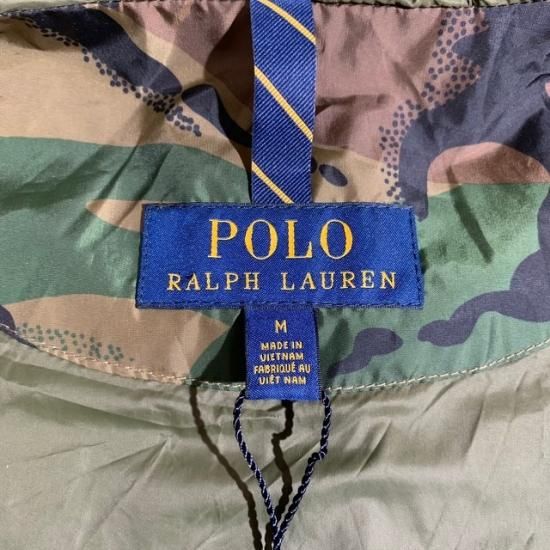 POLO
RALPH LAUREN
M
MADE IN
VIETNAM
FABRIQUÉ AU
VIÊT NAM